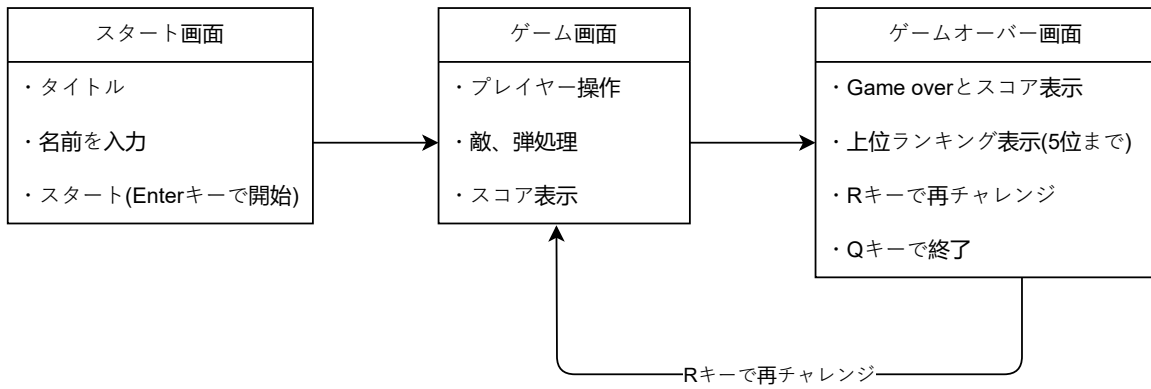 スタート画面
・タイトル
・名前を入力
・スタート(Enterキーで開始)
ゲーム画面
・プレイヤー操作
・敵、弾処理
・スコア表示
ゲームオーバー画面
・Game overとスコア表示
・上位ランキング表示(5位まで)
・Rキーで再チャレンジ
・Qキーで終了
Rキーで再チャレンジ